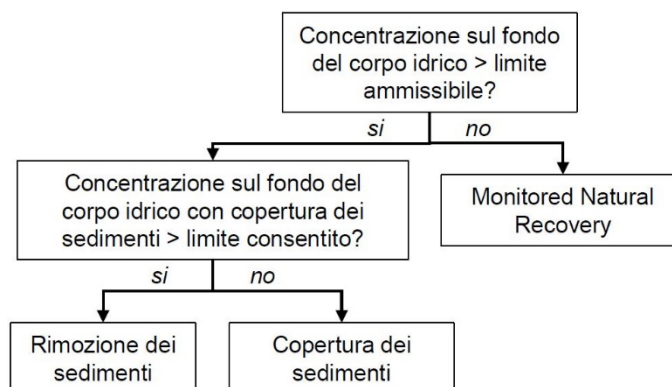 Concentrazione sul fondo
del corpo idrico > limite
ammissibile?
si
no
Concentrazione sul fondo del
corpo idrico con copertura dei
sedimenti > limite consentito?
Monitored Natural
Recovery
si
no
Rimozione dei
sedimenti
Copertura dei
sedimenti